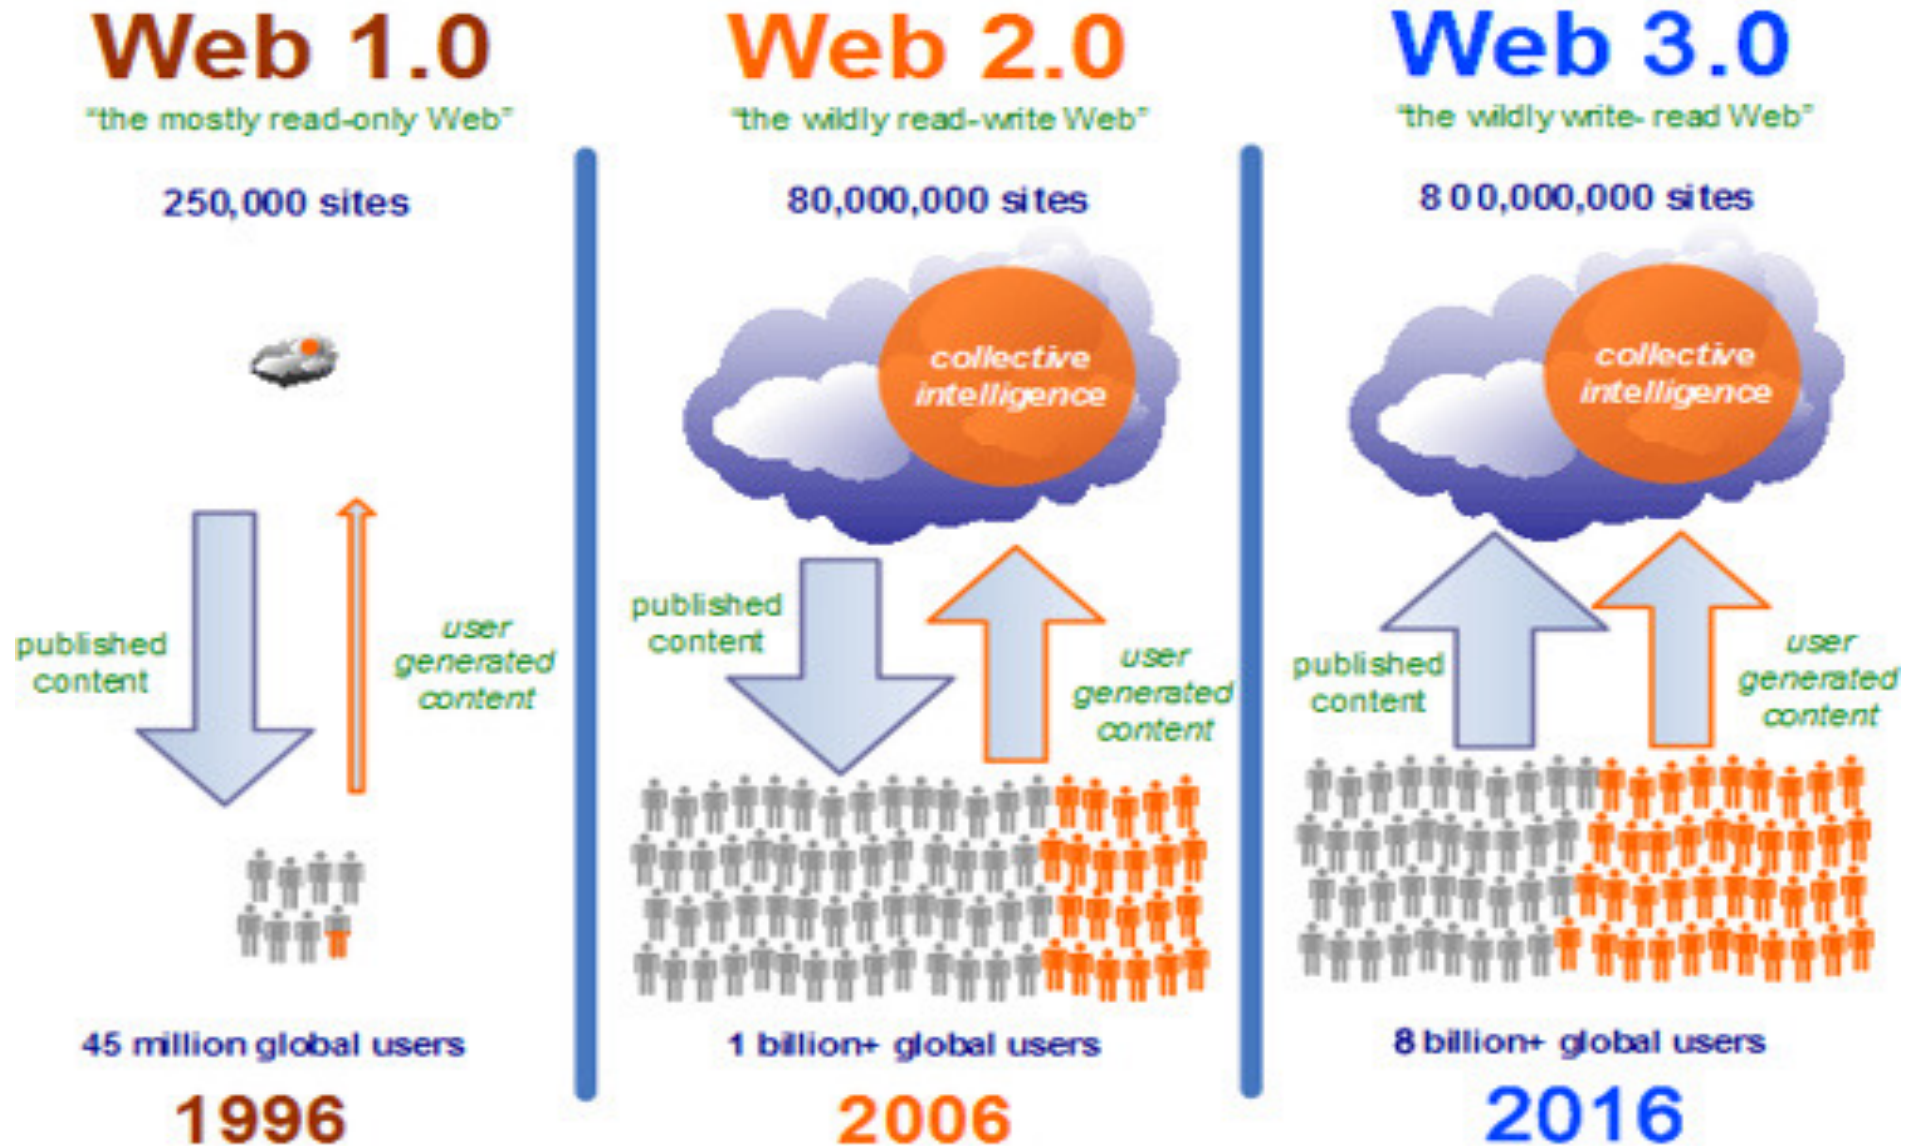 Web 1.0
"the mostly read-only Web"
250,000 sites
published
content
user
generated
content
45 million global users
1996
Web 2.0
"the wildly read-write Web"
80,000,000 sites
collective
intelligence
published
content
user
generated
content
1 billion+ global users
2006
Web 3.0
"the wildly write- read Web"
800,000,000 sites
collective
intelligence
published
content
user
generated
content
8 billion+ global users
2016